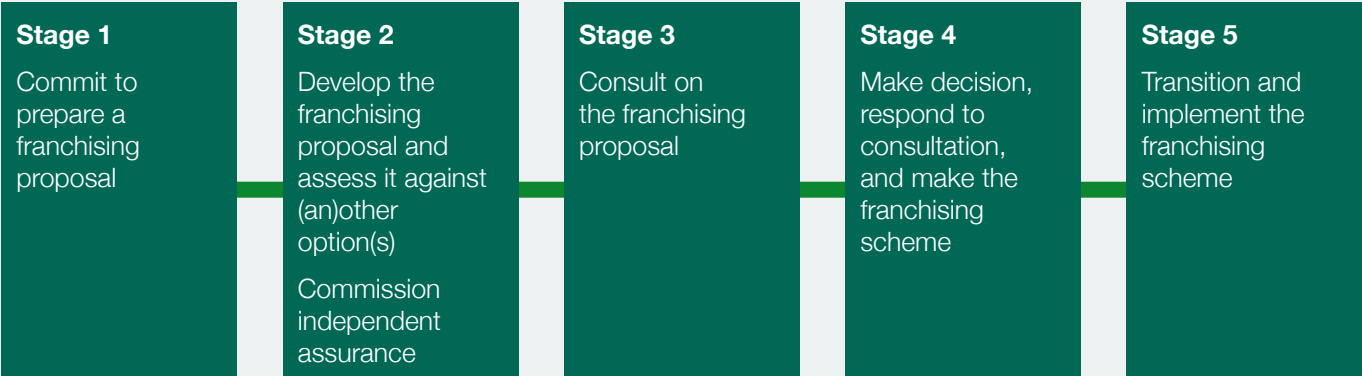 Stage 1
Commit to
prepare a
franchising
proposal
Stage 2
Develop the
franchising
proposal and
assess it against
(an)other
option(s)
Commission
independent
assurance
Stage 3
Consult on
the franchising
proposal
Stage 4
Make decision,
respond to
consultation,
and make the
franchising
scheme
Stage 5
Transition and
implement the
franchising
scheme